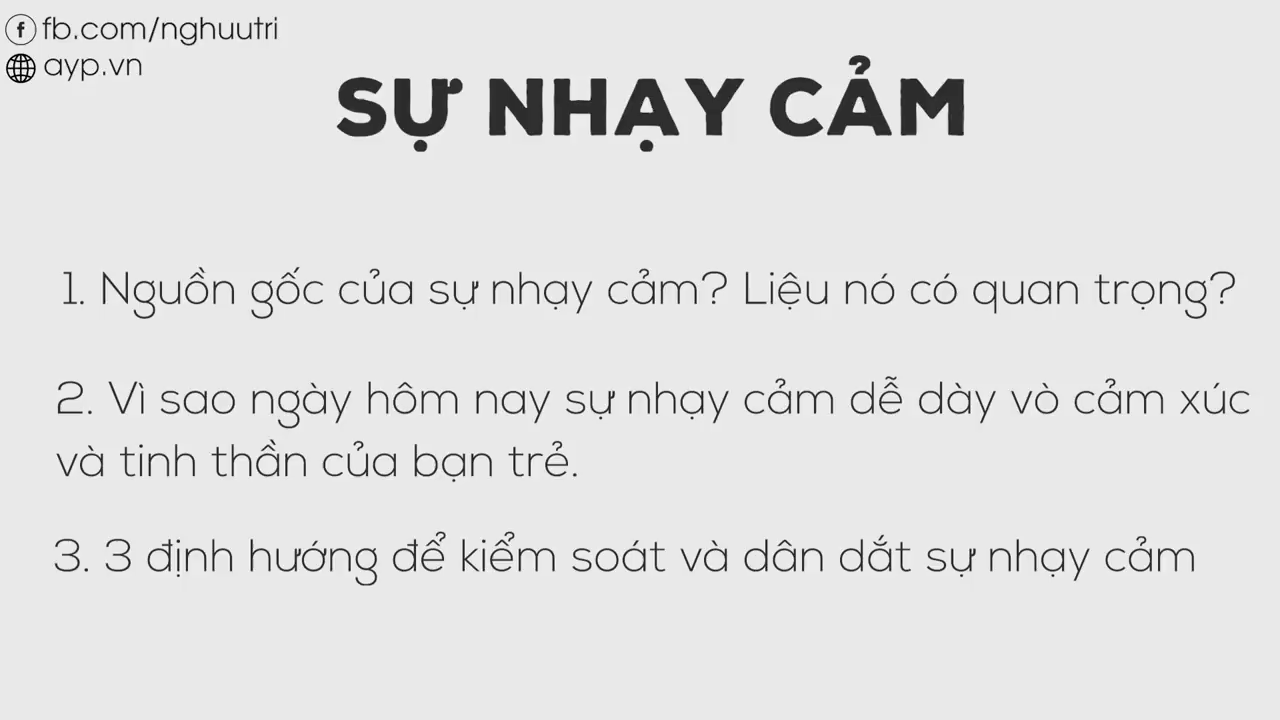 fb.com/nghuutri
ayp.vn
SỰ NHẠY CẢM
1. Nguồn gốc của sự nhạy cảm? Liệu nó có quan trọng?
2. Vì sao ngày hôm nay sự nhạy cảm dễ dày vò cảm xúc
và tinh thần của bạn trẻ.
3. 3 định hướng để kiểm soát và dân dắt sự nhạy cảm